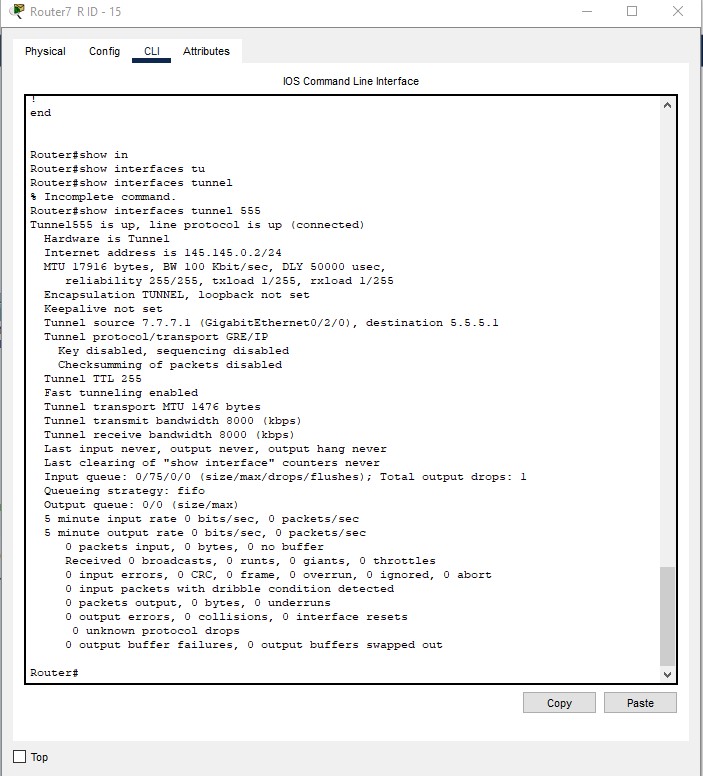 Router7 R ID - 15
Physical Config CLI Attributes
IOS Command Line Interface
!
end
Router#show in
Router#show interfaces tu
Router#show interfaces tunnel
% Incomplete command.
Router#show interfaces tunnel 555
Tunnel555 is up, line protocol is up (connected)
Hardware is Tunnel
Internet address is 145.145.0.2/24
MTU 17916 bytes, BW 100 Kbit/sec, DLY 50000 usec,
reliability 255/255, txload 1/255, rxload 1/255
Encapsulation TUNNEL, loopback not set
Keepalive not set
Tunnel source 7.7.7.1 (GigabitEthernet0/2/0), destination 5.5.5.1
Tunnel protocol/transport GRE/IP
Key disabled, sequencing disabled
Checksumming of packets disabled
Tunnel TTL 255
Fast tunneling enabled
Tunnel transport MTU 1476 bytes
Tunnel transmit bandwidth 8000 (kbps)
Tunnel receive bandwidth 8000 (kbps)
Last input never, output never, output hang never
Last clearing of "show interface" counters never
Input queue: 0/75/0/0 (size/max/drops/flushes); Total output drops: 1
Queueing strategy: fifo
Output queue: 0/0 (size/max)
5 minute input rate 0 bits/sec, 0 packets/sec
5 minute output rate 0 bits/sec, 0 packets/sec
0 packets input, 0 bytes, 0 no buffer
Received 0 broadcasts, 0 runts, 0 giants, 0 throttles
0 input errors, 0 CRC, 0 frame, 0 overrun, 0 ignored, 0 abort
0 input packets with dribble condition detected
0 packets output, 0 bytes, 0 underruns
0 output errors, 0 collisions, 0 interface resets
0 unknown protocol drops
0 output buffer failures, 0 output buffers swapped out
Router#
Copy Paste
Top